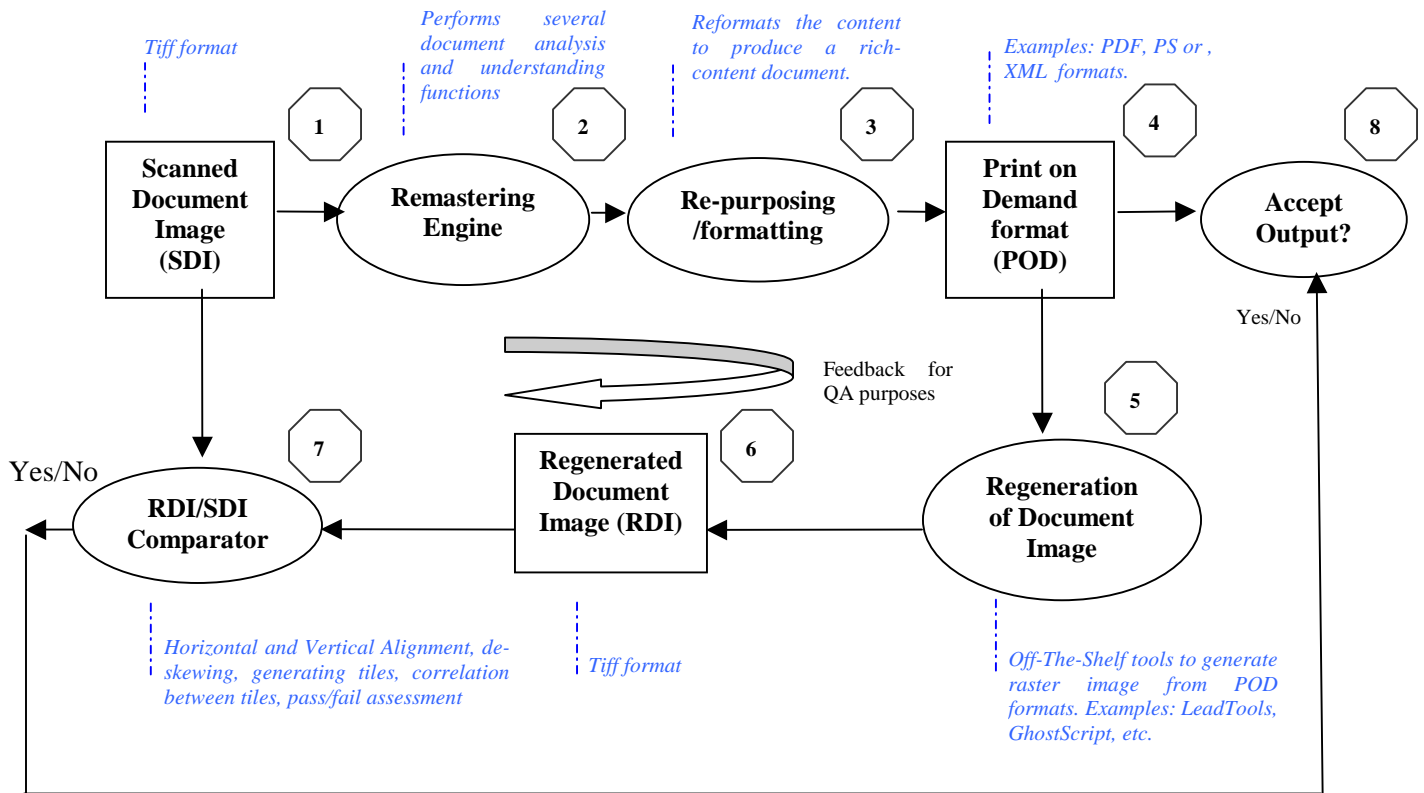 Tiff format
Performs several
document analysis
and understanding
functions
Reformats the content
to produce a rich-
content document.
Examples: PDF, PS or ,
XML formats.
1
2
3
4
8
Scanned
Document
Image
(SDI)
Remastering
Engine
Re-purposing
/formatting
Print on
Demand
format
(POD)
Accept
Output?
Yes/No
Feedback for
QA purposes
5
6
7
Yes/No
RDI/SDI
Comparator
Regenerated
Document
Image (RDI)
Regeneration
of Document
Image
Horizontal and Vertical Alignment, de-
skewing, generating tiles, correlation
between tiles, pass/fail assessment
Tiff format
Off-The-Shelf tools to generate
raster image from POD
formats. Examples: LeadTools,
GhostScript, etc.